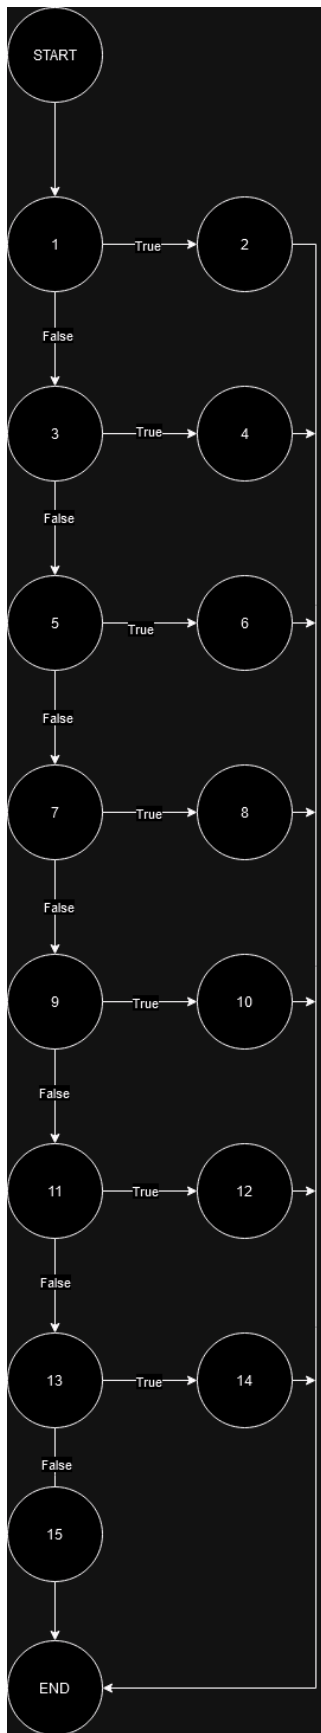 START
1
True
2
False
3
True
4
False
5
True
6
False
7
True
8
False
9
True
10
False
11
True
12
False
13
True
14
False
15
END